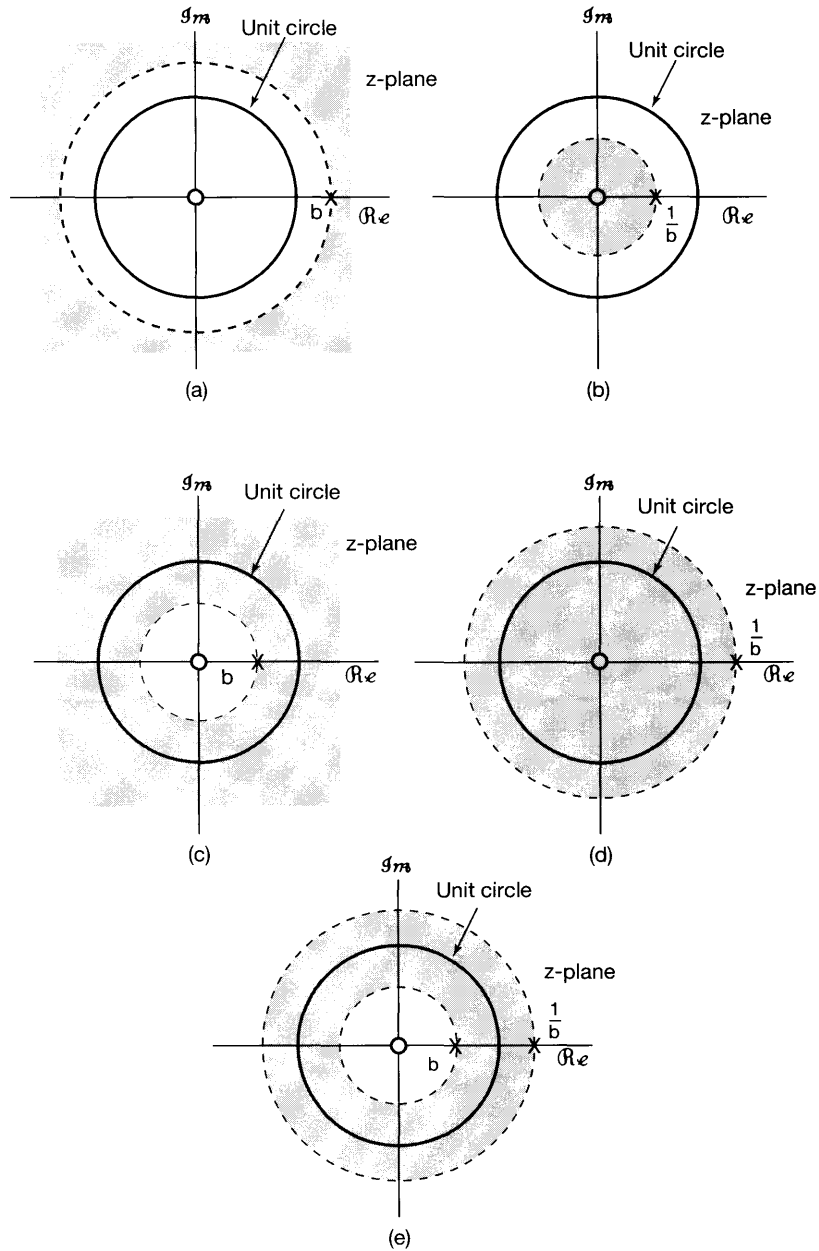 ℐm
Unit circle
z-plane
b
ℛe
(a)
ℐm
Unit circle
z-plane
1/b
ℛe
(b)
ℐm
Unit circle
z-plane
b
ℛe
(c)
ℐm
Unit circle
z-plane
1/b
ℛe
(d)
ℐm
Unit circle
z-plane
b
1/b
ℛe
(e)